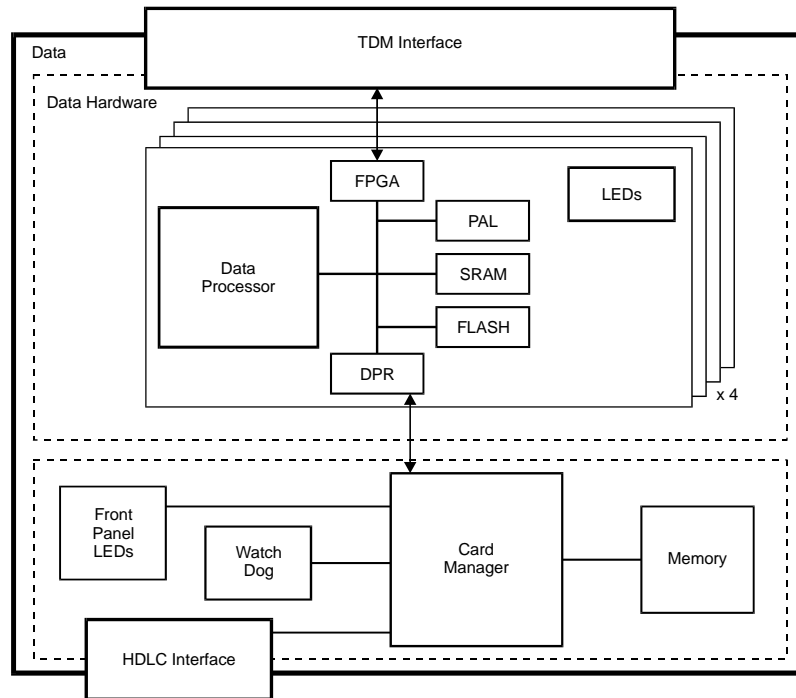 TDM Interface
Data
Data Hardware
FPGA
LEDs
PAL
Data
Processor
SRAM
FLASH
DPR
x 4
Front
Panel
LEDs
Watch
Dog
Card
Manager
Memory
HDLC Interface